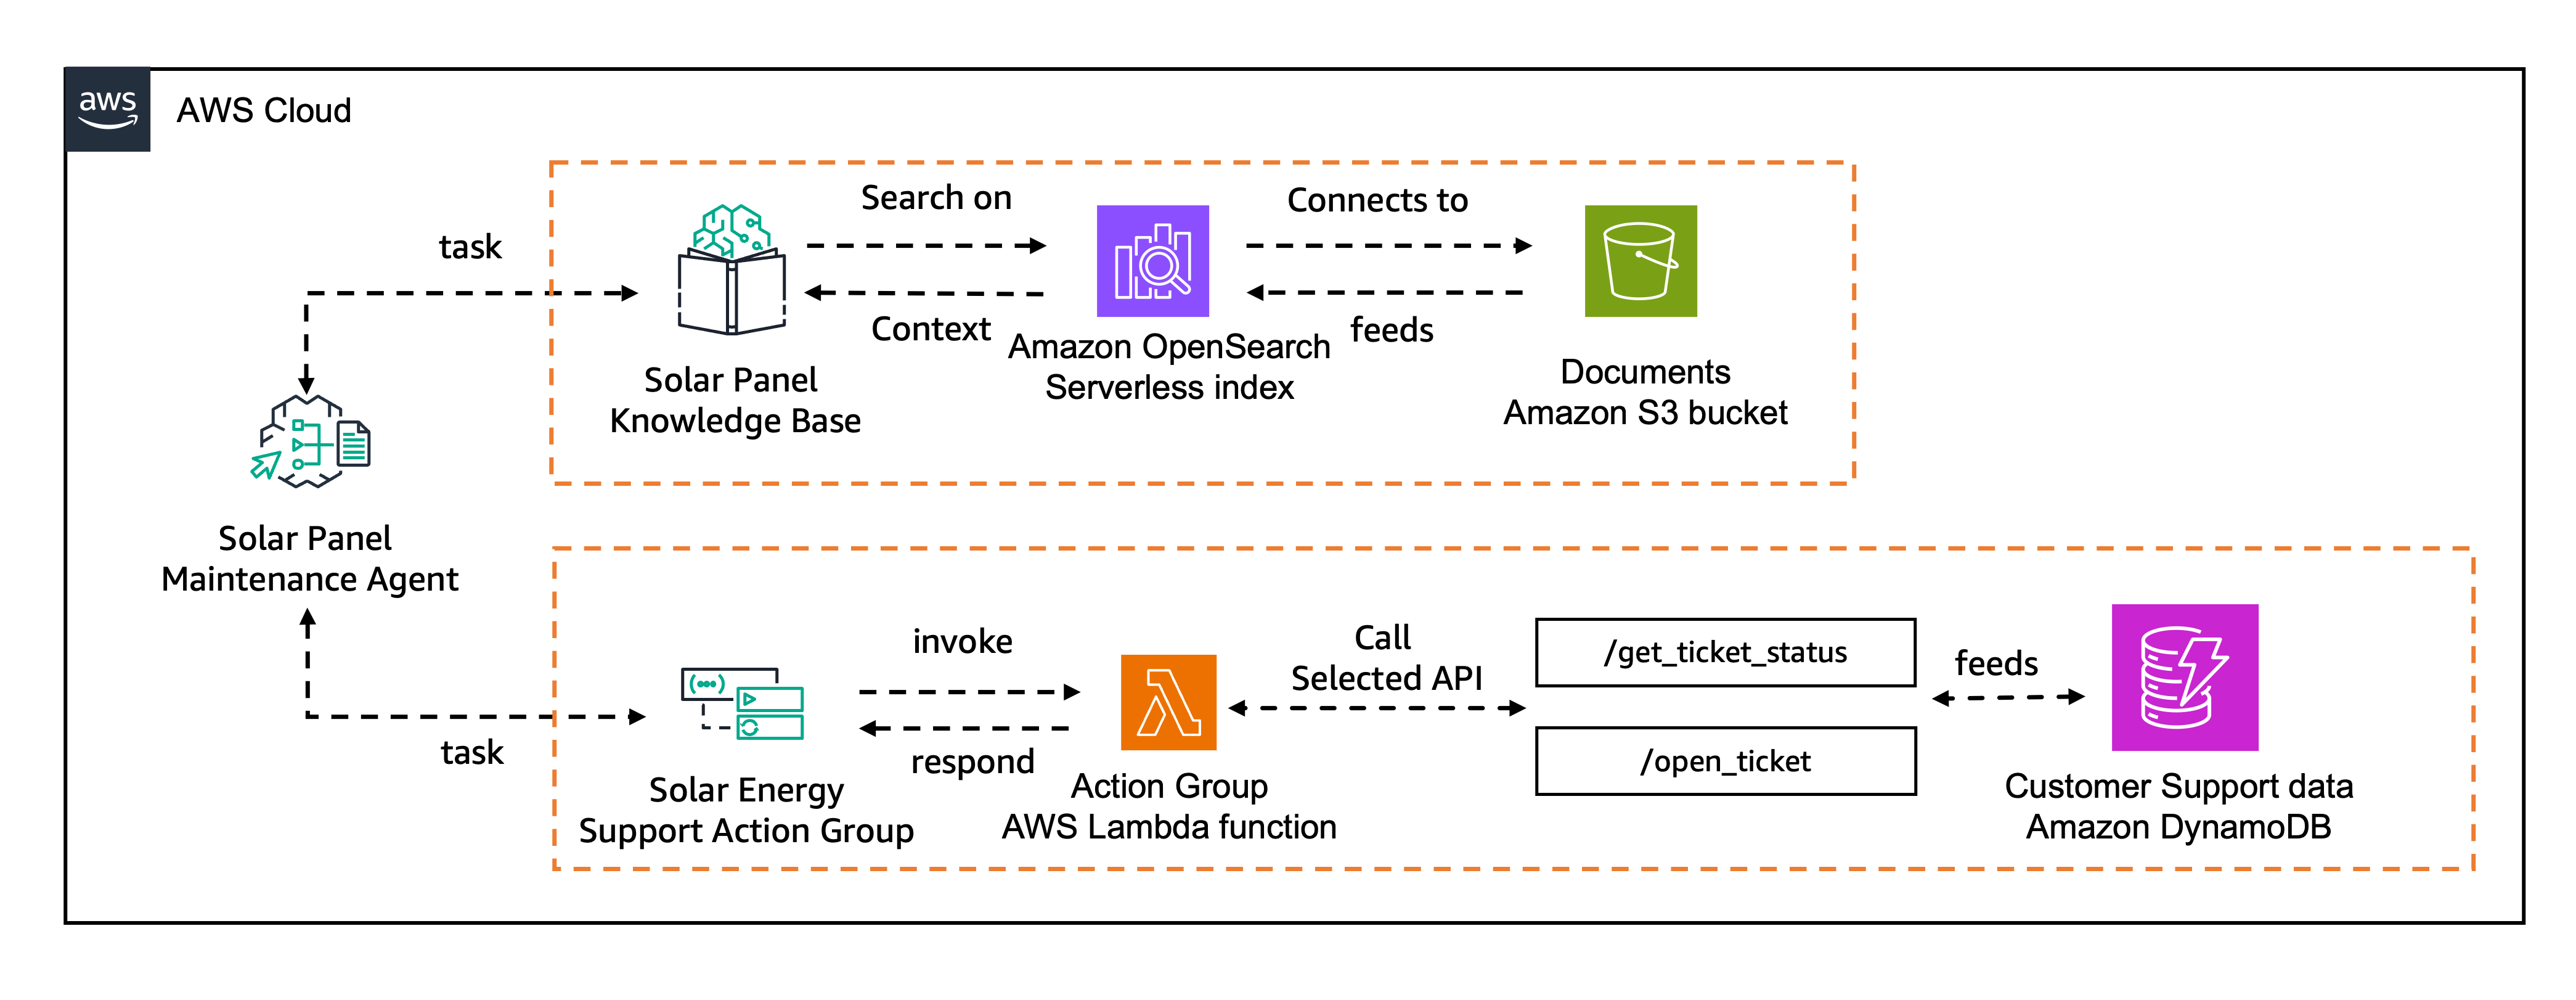 aws
AWS Cloud
task
Search on
Context
Connects to
feeds
Solar Panel
Knowledge Base
Amazon OpenSearch
Serverless index
Documents
Amazon S3 bucket
Solar Panel
Maintenance Agent
task
invoke
respond
Call
Selected API
/get_ticket_status
/open_ticket
feeds
Solar Energy
Support Action Group
Action Group
AWS Lambda function
Customer Support data
Amazon DynamoDB